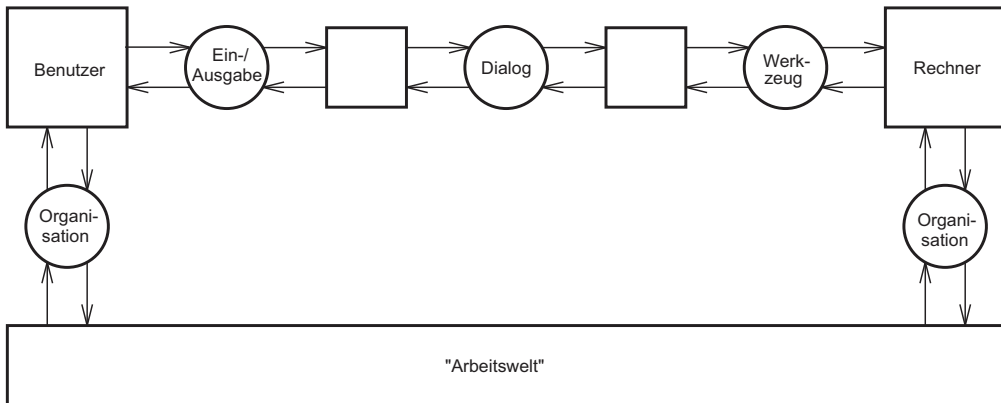 Benutzer
Ein-/
Ausgabe
Dialog
Werk-
zeug
Rechner
Organi-
sation
Organi-
sation
"Arbeitswelt"